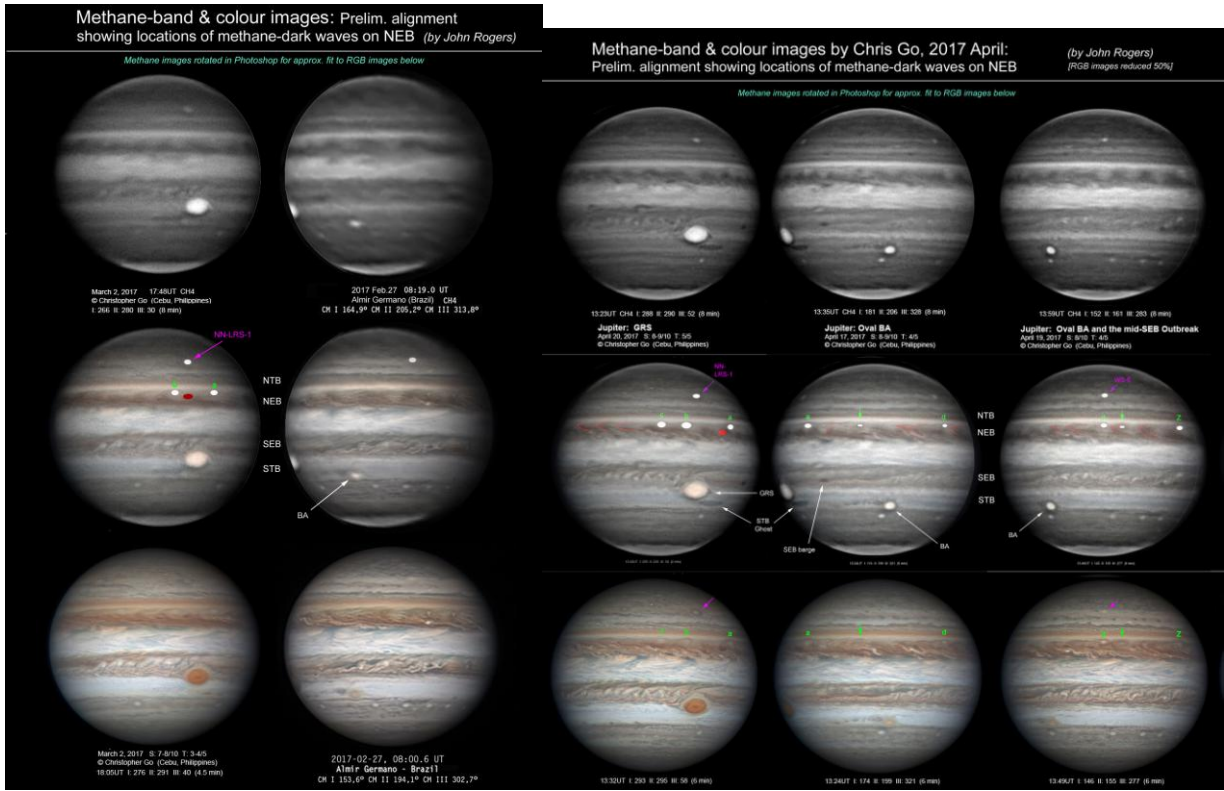 Methane-band & colour images: Prelim. alignment
showing locations of methane-dark waves on NEB (by John Rogers)
Methane images rotated in Photoshop for approx. fit to RGB images below
March 2, 2017 17:48UT CH4
© Christopher Go (Cebu, Philippines)
I: 266 II: 280 III: 30 (8 min)
2017 Feb.27 08:19.0 UT
Almir Germano (Brazil) CH4
CM I 164,9° CM II 205,2° CM III 313,8°
NN-LRS-1
NTB
NEB
SEB
STB
BA
March 2, 2017 S: 7-8/10 T: 3-4/5
© Christopher Go (Cebu, Philippines)
18:05UT I: 276 II: 291 III: 40 (4.5 min)
2017-02-27, 08:00.6 UT
Almir Germano - Brazil
CM I 153,6° CM II 194,1° CM III 302,7°
Methane-band & colour images by Chris Go, 2017 April:
(by John Rogers)
Prelim. alignment showing locations of methane-dark waves on NEB
[RGB images reduced 50%]
Methane images rotated in Photoshop for approx. fit to RGB images below
13:23UT CH4 I: 288 II: 290 III: 52 (8 min)
13:35UT CH4 I: 181 II: 206 III: 328 (8 min)
13:59UT CH4 I: 152 II: 161 III: 283 (8 min)
Jupiter: GRS
April 20, 2017 S: 8-9/10 T: 5/5
© Christopher Go (Cebu, Philippines)
Jupiter: Oval BA
April 17, 2017 S: 8-9/10 T: 4/5
© Christopher Go (Cebu, Philippines)
Jupiter: Oval BA and the mid-SEB Outbreak
April 19, 2017 S: 8/10 T: 4/5
© Christopher Go (Cebu, Philippines)
NN-
LRS-1
a
a
d
Z
NTB
NEB
SEB
STB
GRS
STB
Ghost
SEB barge
BA
BA
a
a
d
Z
13:32UT I: 293 II: 295 III: 58 (6 min)
13:24UT I: 174 II: 199 III: 321 (6 min)
13:49UT I: 146 II: 155 III: 277 (6 min)